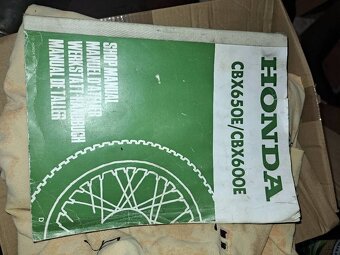 HONDA
CBX650E/CBX600E
SHOP MANUAL
MANUEL D'ATELIER
WERKSTATT-HANDBUCH
MANUAL DE TALLER